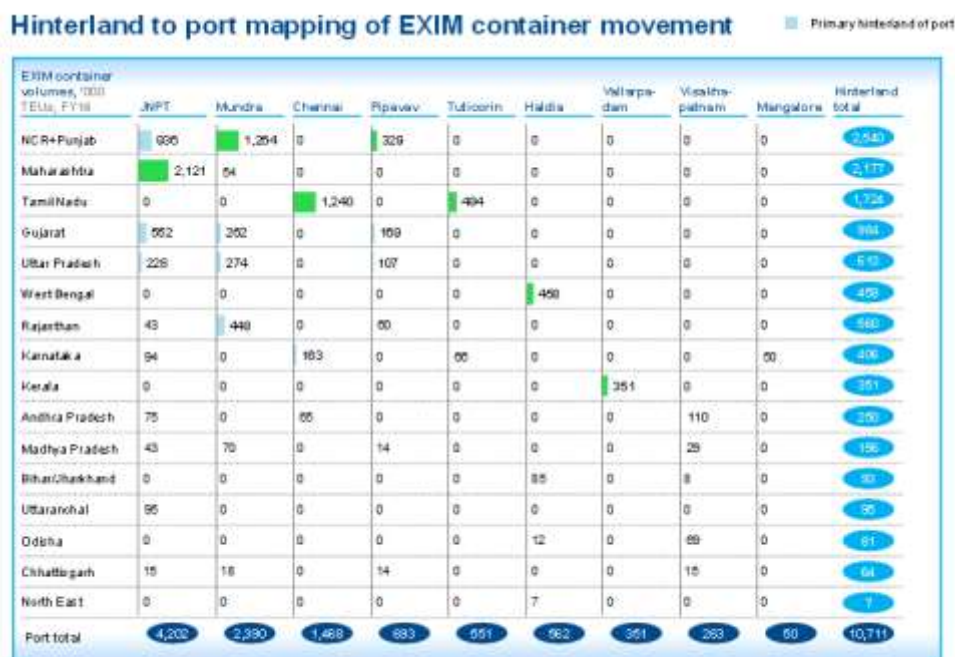 Hinterland to port mapping of EXIM container movement
Primary hinterland of port
EXIM container volumes, '000 TEUs, FY16 JNPT Mundra Chennai Pipavav Tuticorin Haldia Vallarpadam Visakhapatnam Mangalore Hinterland total
NCR+Punjab 936 1,264 0 329 0 0 0 0 0 2,540
Maharashtra 2,121 54 0 0 0 0 0 0 0 2,177
Tamil Nadu 0 0 1,240 0 484 0 0 0 0 1,724
Gujarat 552 262 0 169 0 0 0 0 0 984
Uttar Pradesh 228 274 0 107 0 0 0 0 0
West Bengal 0 0 0 0 0 458 0 0 0 458
Rajasthan 43 448 0 60 0 0 0 0 0 560
Karnataka 94 0 163 0 66 0 0 0 50 406
Kerala 0 0 0 0 0 0 351 0 0 351
Andhra Pradesh 75 0 65 0 0 0 0 110 0 250
Madhya Pradesh 43 70 0 14 0 0 0 29 0 156
Bihar/Jharkhand 0 0 0 0 0 85 0 8 0 93
Uttaranchal 95 0 0 0 0 0 0 0 0 95
Odisha 0 0 0 0 0 12 0 69 0 81
Chhattisgarh 15 18 0 14 0 0 0 15 0 64
North East 0 0 0 0 0 7 0 0 0 7
Port total 4,202 2,390 1,468 693 551 562 351 263 50 10,711